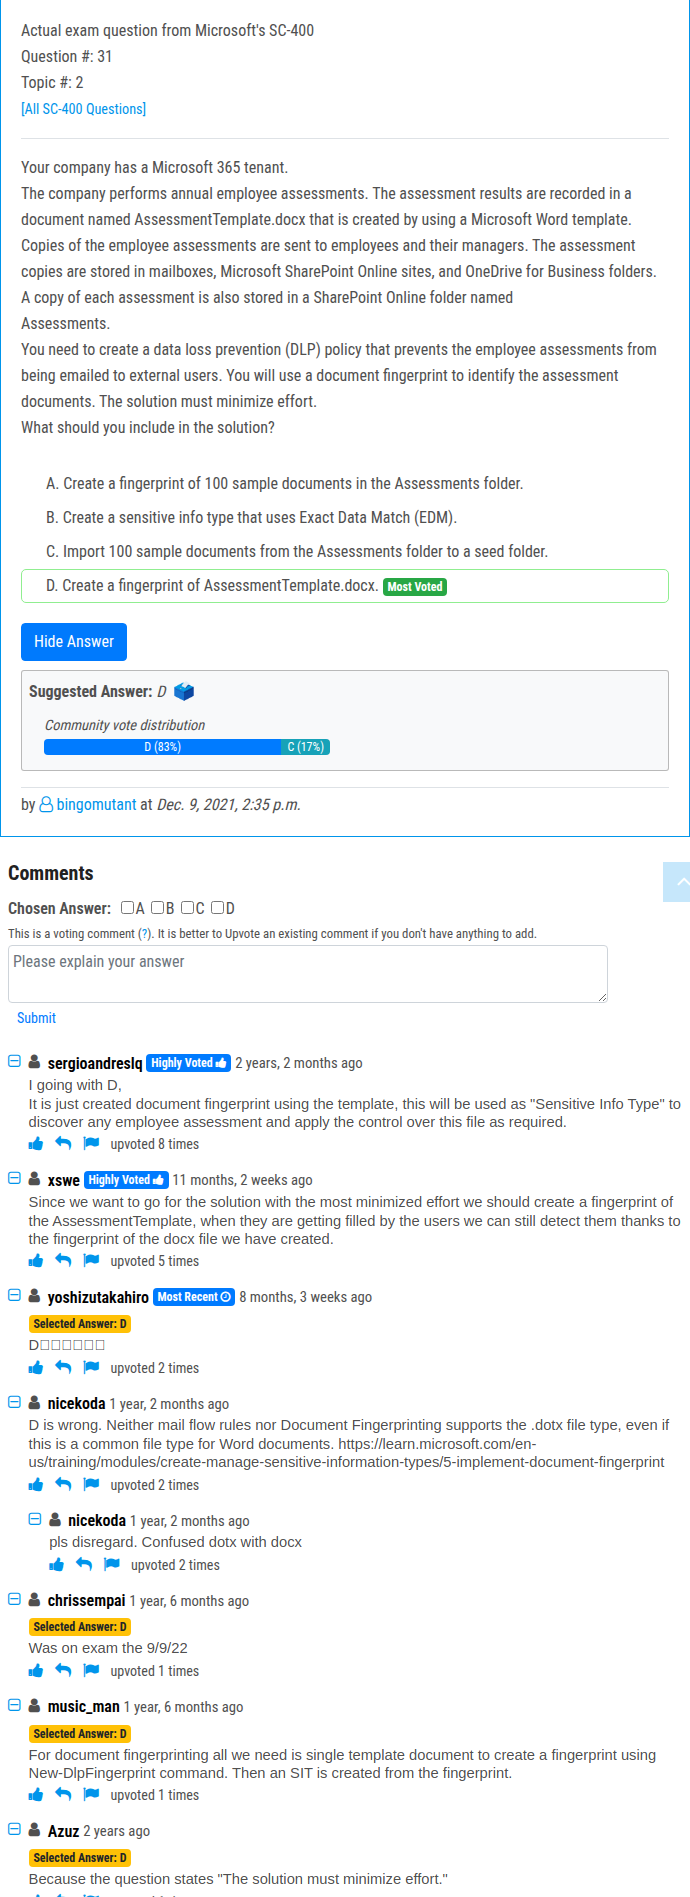 Actual exam question from Microsoft's SC-400
Question #: 31
Topic #: 2
[All SC-400 Questions]
Your company has a Microsoft 365 tenant.
The company performs annual employee assessments. The assessment results are recorded in a
document named AssessmentTemplate.docx that is created by using a Microsoft Word template.
Copies of the employee assessments are sent to employees and their managers. The assessment
copies are stored in mailboxes, Microsoft SharePoint Online sites, and OneDrive for Business folders.
A copy of each assessment is also stored in a SharePoint Online folder named
Assessments.
You need to create a data loss prevention (DLP) policy that prevents the employee assessments from
being emailed to external users. You will use a document fingerprint to identify the assessment
documents. The solution must minimize effort.
What should you include in the solution?
A. Create a fingerprint of 100 sample documents in the Assessments folder.
B. Create a sensitive info type that uses Exact Data Match (EDM).
C. Import 100 sample documents from the Assessments folder to a seed folder.
D. Create a fingerprint of AssessmentTemplate.docx. Most Voted
Hide Answer
Suggested Answer: D
Community vote distribution
D (83%) C (17%)
by bingomutant at Dec. 9, 2021, 2:35 p.m.
Comments
Chosen Answer: A B C D
This is a voting comment (?). It is better to Upvote an existing comment if you don't have anything to add.
Please explain your answer
Submit
sergioandreslq Highly Voted 2 years, 2 months ago
I going with D,
It is just created document fingerprint using the template, this will be used as "Sensitive Info Type" to
discover any employee assessment and apply the control over this file as required.
upvoted 8 times
xswe Highly Voted 11 months, 2 weeks ago
Since we want to go for the solution with the most minimized effort we should create a fingerprint of
the AssessmentTemplate, when they are getting filled by the users we can still detect them thanks to
the fingerprint of the docx file we have created.
upvoted 5 times
yoshizutakahiro Most Recent 8 months, 3 weeks ago
Selected Answer: D
D
upvoted 2 times
nicekoda 1 year, 2 months ago
D is wrong. Neither mail flow rules nor Document Fingerprinting supports the .dotx file type, even if
this is a common file type for Word documents. https://learn.microsoft.com/en-
us/training/modules/create-manage-sensitive-information-types/5-implement-document-fingerprint
upvoted 2 times
nicekoda 1 year, 2 months ago
pls disregard. Confused dotx with docx
upvoted 2 times
chrissempai 1 year, 6 months ago
Selected Answer: D
Was on exam the 9/9/22
upvoted 1 times
music_man 1 year, 6 months ago
Selected Answer: D
For document fingerprinting all we need is single template document to create a fingerprint using
New-DlpFingerprint command. Then an SIT is created from the fingerprint.
upvoted 1 times
Azuz 2 years ago
Selected Answer: D
Because the question states "The solution must minimize effort."